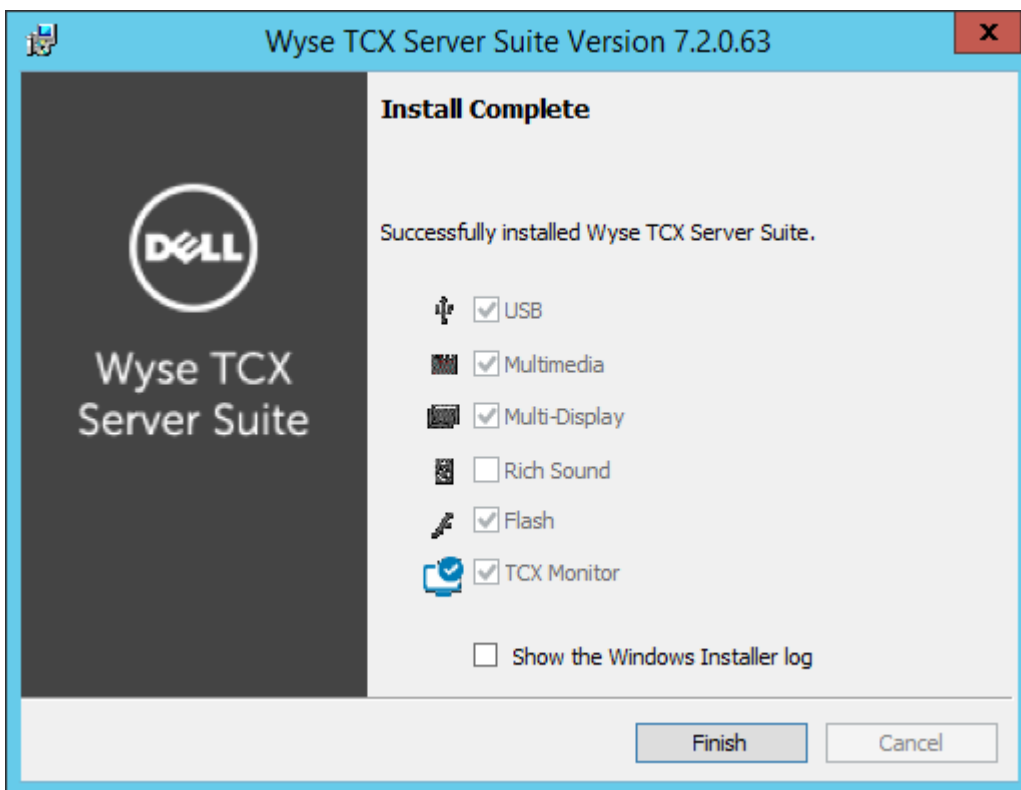 Wyse TCX Server Suite Version 7.2.0.63
x
Install Complete
Successfully installed Wyse TCX Server Suite.
DELL
Wyse TCX
Server Suite
USB
Multimedia
Multi-Display
Rich Sound
Flash
TCX Monitor
Show the Windows Installer log
Finish
Cancel